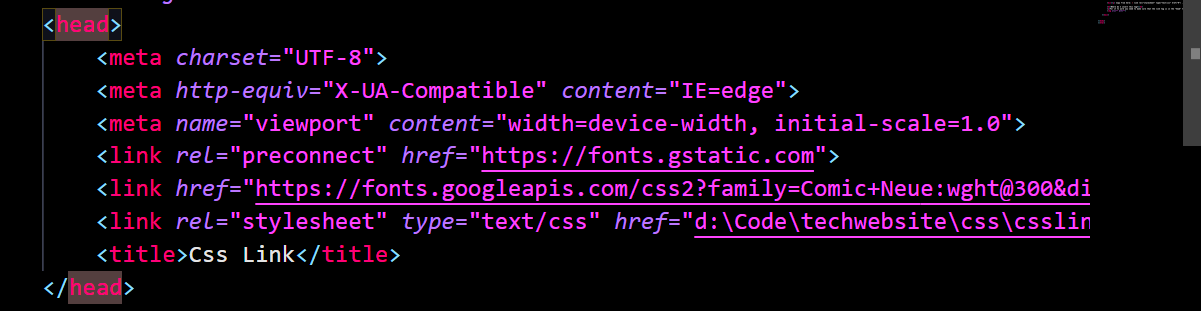 <head>
<meta charset="UTF-8">
<meta http-equiv="X-UA-Compatible" content="IE=edge">
<meta name="viewport" content="width=device-width, initial-scale=1.0">
<link rel="preconnect" href="https://fonts.gstatic.com">
<link href="https://fonts.googleapis.com/css2?family=Comic+Neue:wght@300&di
<link rel="stylesheet" type="text/css" href="d:\Code\techwebsite\css\csslin
<title>Css Link</title>
</head>